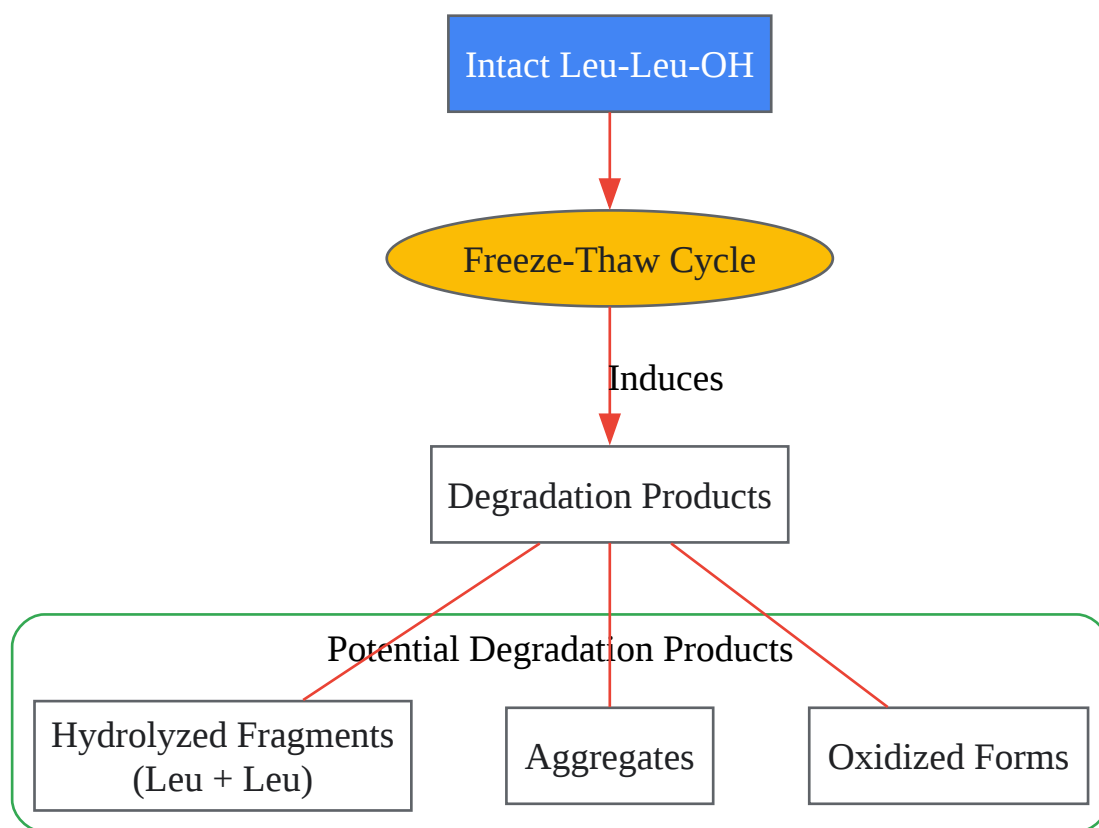 Intact Leu-Leu-OH
Freeze-Thaw Cycle
Induces
Degradation Products
Potential Degradation Products
Hydrolyzed Fragments
(Leu + Leu)
Aggregates
Oxidized Forms